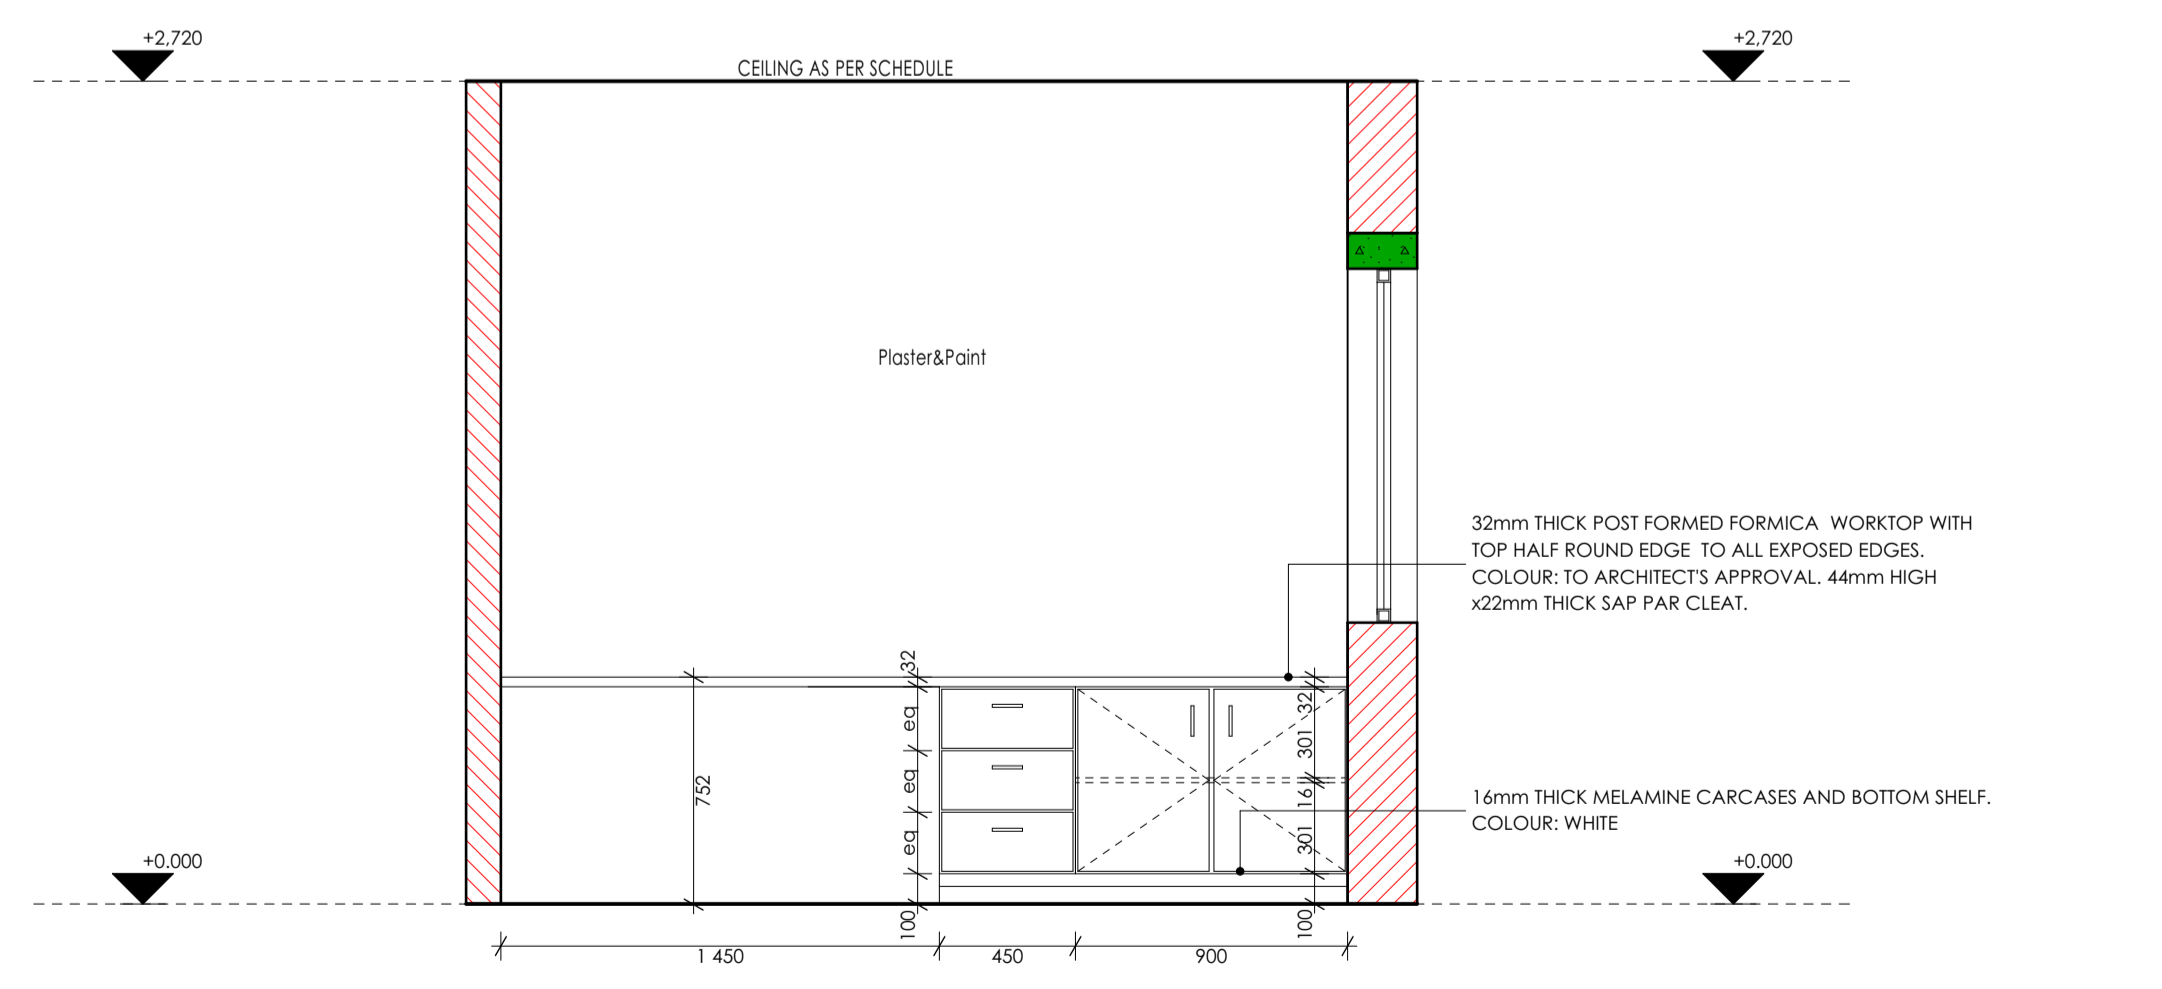 +2,720
+2,720
CEILING AS PER SCHEDULE
Plaster&Paint
32mm THICK POST FORMED FORMICA WORKTOP WITH
TOP HALF ROUND EDGE TO ALL EXPOSED EDGES.
COLOUR: TO ARCHITECT'S APPROVAL. 44mm HIGH
x22mm THICK SAP PAR CLEAT.
32
32
eq
301
752
eq
16
16mm THICK MELAMINE CARCASES AND BOTTOM SHELF.
COLOUR: WHITE
eq
301
+0.000
+0.000
100
100
1 450
450
900